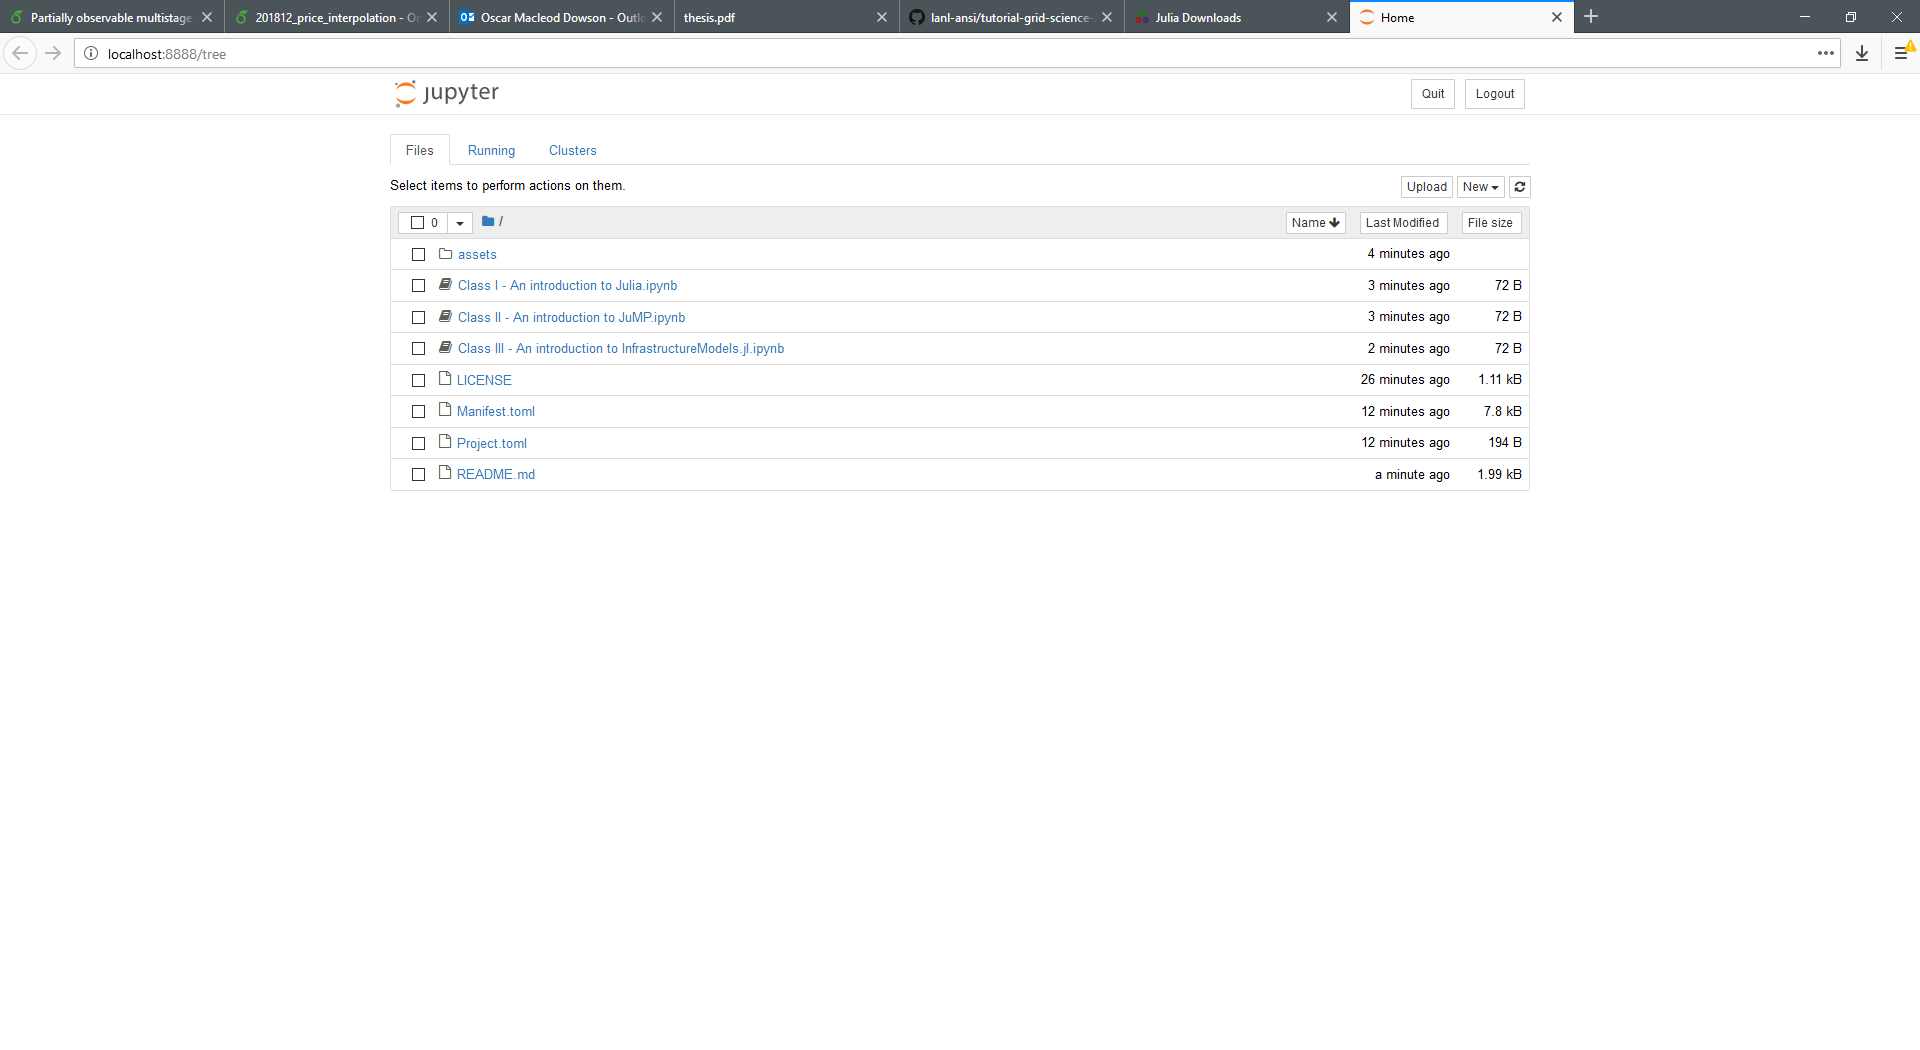 Partially observable multistage
201812_price_interpolation - 
Oscar Macleod Dowson - Outlo
thesis.pdf
lanl-ansi/tutorial-grid-science-
Julia Downloads
Home
localhost:8888/tree
jupyter
Quit
Logout
Files
Running
Clusters
Select items to perform actions on them.
Upload
New
0
/
Name
Last Modified
File size
assets 4 minutes ago
Class I - An introduction to Julia.ipynb 3 minutes ago 72 B
Class II - An introduction to JuMP.ipynb 3 minutes ago 72 B
Class III - An introduction to InfrastructureModels.jl.ipynb 2 minutes ago 72 B
LICENSE 26 minutes ago 1.11 kB
Manifest.toml 12 minutes ago 7.8 kB
Project.toml 12 minutes ago 194 B
README.md a minute ago 1.99 kB